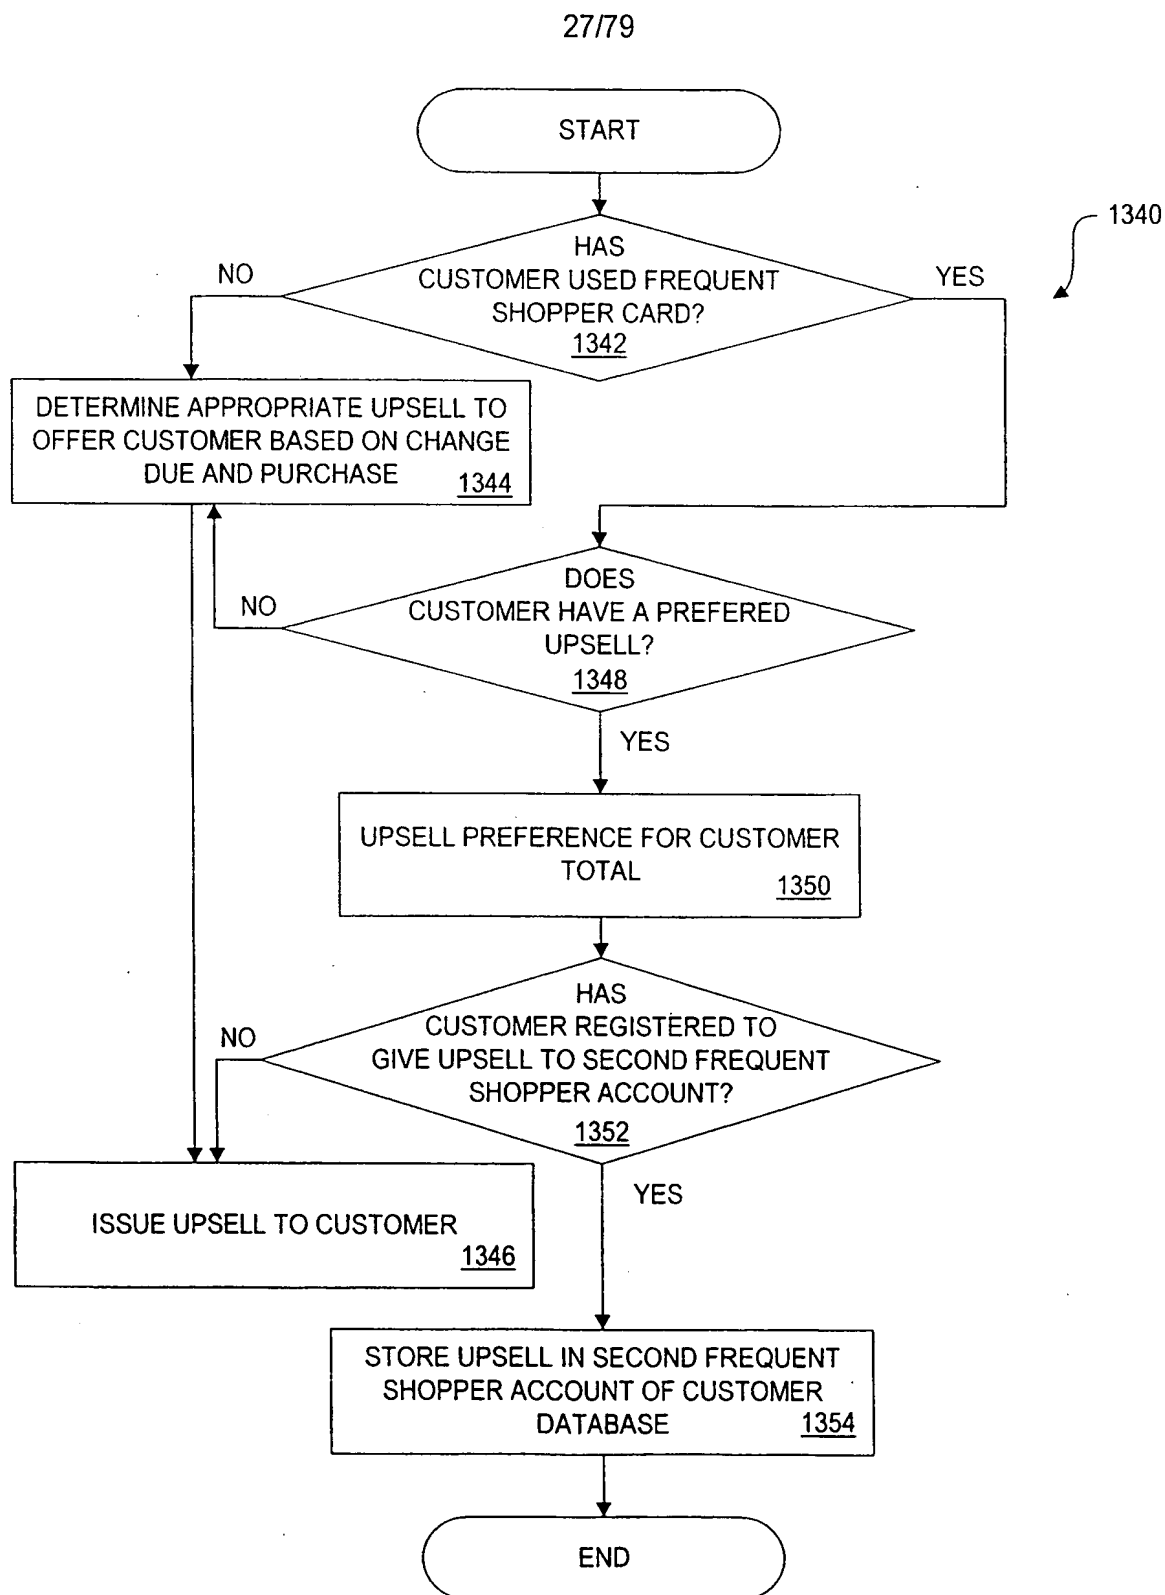 27/79
START
1340
HAS
CUSTOMER USED FREQUENT
SHOPPER CARD?
1342
NO
YES
DETERMINE APPROPRIATE UPSELL TO
OFFER CUSTOMER BASED ON CHANGE
DUE AND PURCHASE
1344
DOES
CUSTOMER HAVE A PREFERED
UPSELL?
1348
NO
YES
UPSELL PREFERENCE FOR CUSTOMER
TOTAL
1350
HAS
CUSTOMER REGISTERED TO
GIVE UPSELL TO SECOND FREQUENT
SHOPPER ACCOUNT?
1352
NO
YES
ISSUE UPSELL TO CUSTOMER
1346
STORE UPSELL IN SECOND FREQUENT
SHOPPER ACCOUNT OF CUSTOMER
DATABASE
1354
END